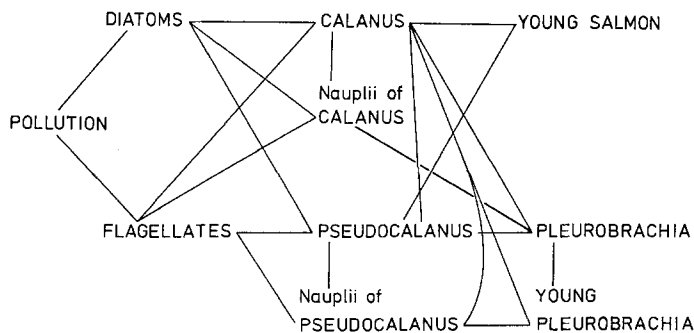 DIATOMS
CALANUS
YOUNG SALMON
Nauplii of
CALANUS
POLLUTION
FLAGELLATES
PSEUDOCALANUS
PLEUROBRACHIA
Nauplii of
PSEUDOCALANUS
YOUNG
PLEUROBRACHIA